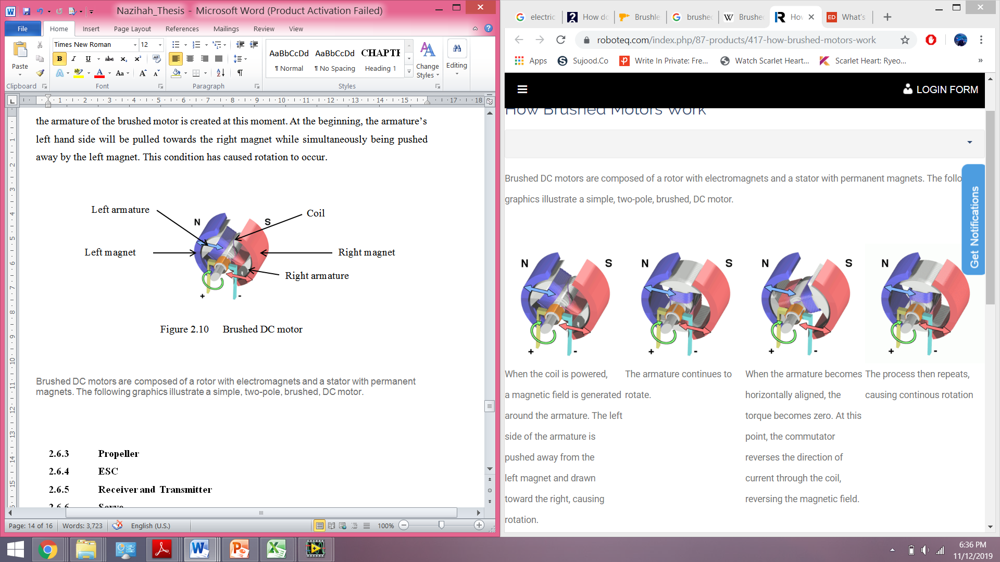 Nazihah_Thesis - Microsoft Word (Product Activation Failed)
File Home Insert Page Layout References Mailings Review View
Times New Roman 12
Paste
B I U abc x₂ x²
A ab A Aa A A
AaBbCcDd AaBbCcDd CHAPTE
¶ Normal ¶ No Spacing Heading 1
Change Styles
Editing
Clipboard Font Paragraph Styles
L 1 2 3 4 5 6 7 8 9 10 11 12 13 14 15 17 18
the armature of the brushed motor is created at this moment. At the beginning, the armature’s
left hand side will be pulled towards the right magnet while simultaneously being pushed
away by the left magnet. This condition has caused rotation to occur.
Left armature
Coil
N S
Left magnet
Right magnet
Right armature
+ -
Figure 2.10 Brushed DC motor
Brushed DC motors are composed of a rotor with electromagnets and a stator with permanent
magnets. The following graphics illustrate a simple, two-pole, brushed, DC motor.
2.6.3 Propeller
2.6.4 ESC
2.6.5 Receiver and Transmitter
2.6.6 Servo
Page: 14 of 16 Words: 3,723 English (U.S.) 100%
electric How do Brushle brushed Brushed How What's
roboteq.com/index.php/87-products/417-how-brushed-motors-work
Apps Sujood.Co Write In Private: Fre... Watch Scarlet Heart... Scarlet Heart: Ryeo... »
LOGIN FORM
How Brushed Motors Work
Brushed DC motors are composed of a rotor with electromagnets and a stator with permanent magnets. The follo
graphics illustrate a simple, two-pole, brushed, DC motor.
Get Notifications
N S N S N S N
+ - + - + - + -
When the coil is powered,
a magnetic field is generated
around the armature. The left
side of the armature is
pushed away from the
left magnet and drawn
toward the right, causing
rotation.
The armature continues to
rotate.
When the armature becomes
horizontally aligned, the
torque becomes zero. At this
point, the commutator
reverses the direction of
current through the coil,
reversing the magnetic field.
The process then repeats,
causing continous rotation
6:36 PM
11/12/2019